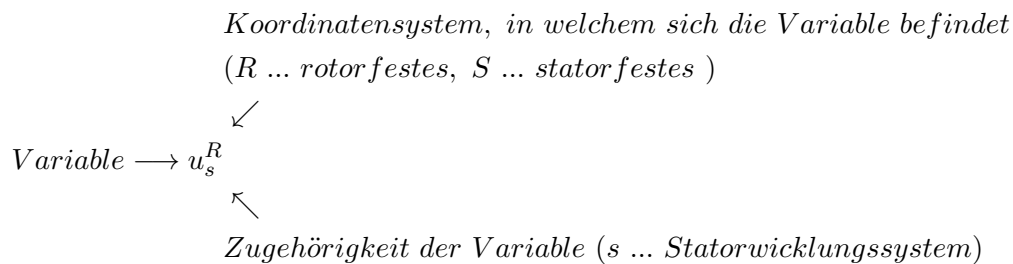 Koordinatensystem, in welchem sich die Variable befindet
(R ... rotorfestes, S ... statorfestes )
Variable ⟶ u_s^R
Zugehörigkeit der Variable (s ... Statorwicklungssystem)